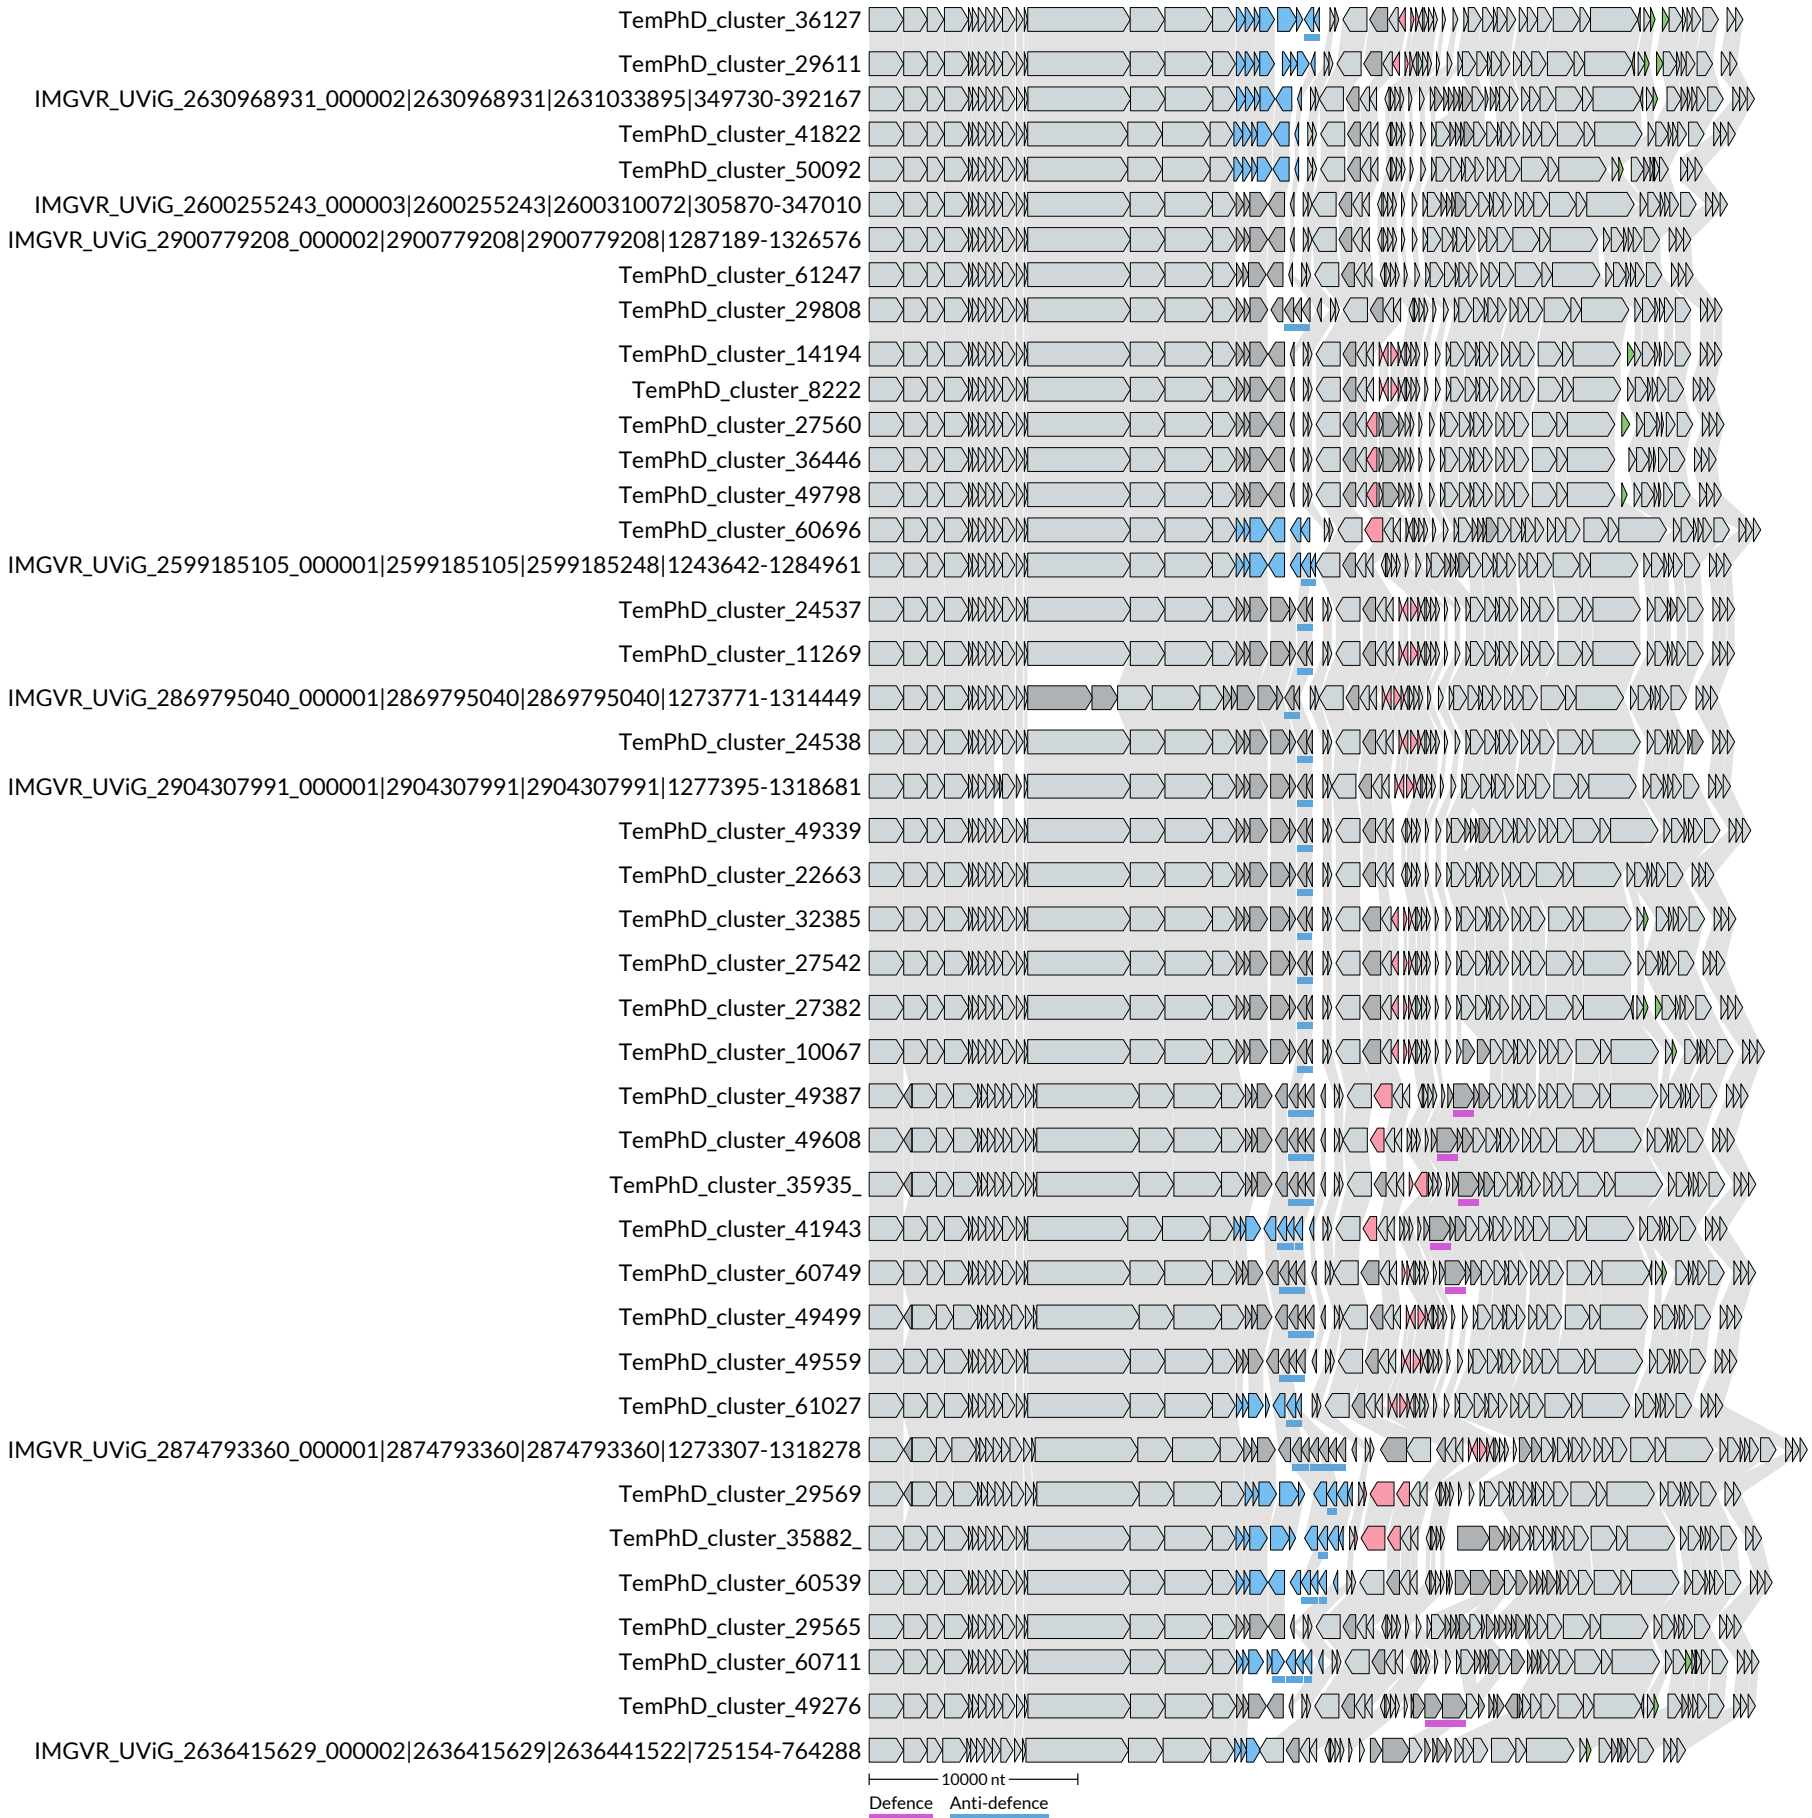 TemPhD_cluster_36127
TemPhD_cluster_29611
IMGVR_UViG_2630968931_000002|2630968931|2631033895|349730-392167
TemPhD_cluster_41822
TemPhD_cluster_50092
IMGVR_UViG_2600255243_000003|2600255243|2600310072|305870-347010
IMGVR_UViG_2900779208_000002|2900779208|2900779208|1287189-1326576
TemPhD_cluster_61247
TemPhD_cluster_29808
TemPhD_cluster_14194
TemPhD_cluster_8222
TemPhD_cluster_27560
TemPhD_cluster_36446
TemPhD_cluster_49798
TemPhD_cluster_60696
IMGVR_UViG_2599185105_000001|2599185105|2599185248|1243642-1284961
TemPhD_cluster_24537
TemPhD_cluster_11269
IMGVR_UViG_2869795040_000001|2869795040|2869795040|1273771-1314449
TemPhD_cluster_24538
IMGVR_UViG_2904307991_000001|2904307991|2904307991|1277395-1318681
TemPhD_cluster_49339
TemPhD_cluster_22663
TemPhD_cluster_32385
TemPhD_cluster_27542
TemPhD_cluster_27382
TemPhD_cluster_10067
TemPhD_cluster_49387
TemPhD_cluster_49608
TemPhD_cluster_35935_
TemPhD_cluster_41943
TemPhD_cluster_60749
TemPhD_cluster_49499
TemPhD_cluster_49559
TemPhD_cluster_61027
IMGVR_UViG_2874793360_000001|2874793360|2874793360|1273307-1318278
TemPhD_cluster_29569
TemPhD_cluster_35882_
TemPhD_cluster_60539
TemPhD_cluster_29565
TemPhD_cluster_60711
TemPhD_cluster_49276
IMGVR_UViG_2636415629_000002|2636415629|2636441522|725154-764288
10000 nt
Defence Anti-defence